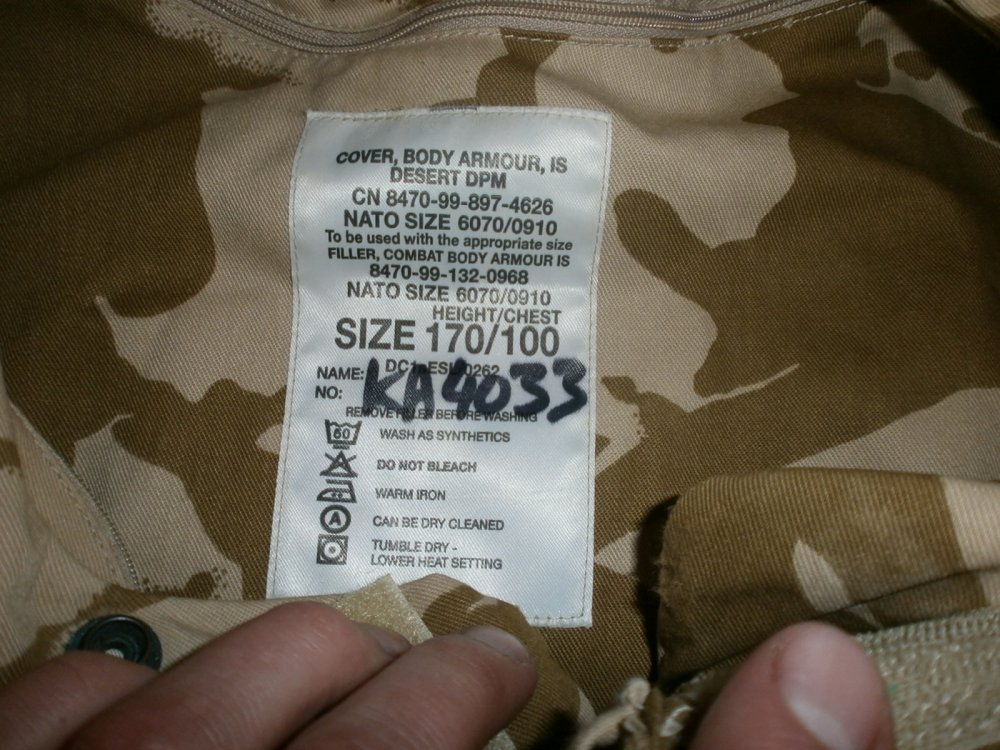 COVER, BODY ARMOUR, IS
DESERT DPM
CN 8470-99-897-4626
NATO SIZE 6070/0910
To be used with the appropriate size
FILLER, COMBAT BODY ARMOUR IS
8470-99-132-0968
NATO SIZE 6070/0910
HEIGHT/CHEST
SIZE 170/100
NAME:
KA4033
NO:
REMOVE FILLER BEFORE WASHING
60 WASH AS SYNTHETICS
DO NOT BLEACH
WARM IRON
A CAN BE DRY CLEANED
TUMBLE DRY -
LOWER HEAT SETTING